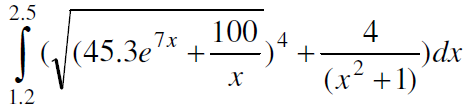 ∫_{1.2}^{2.5} (√((45.3e^{7x} + 100/x)^4) + 4/(x^2 + 1))dx